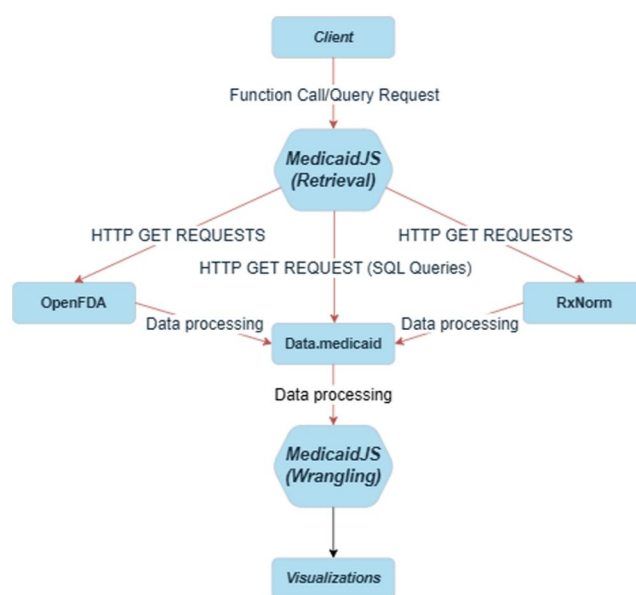 Client
Function Call/Query Request
MedicaidJS
(Retrieval)
HTTP GET REQUESTS
HTTP GET REQUESTS
HTTP GET REQUEST (SQL Queries)
OpenFDA
RxNorm
Data processing
Data processing
Data.medicaid
Data processing
MedicaidJS
(Wrangling)
Visualizations